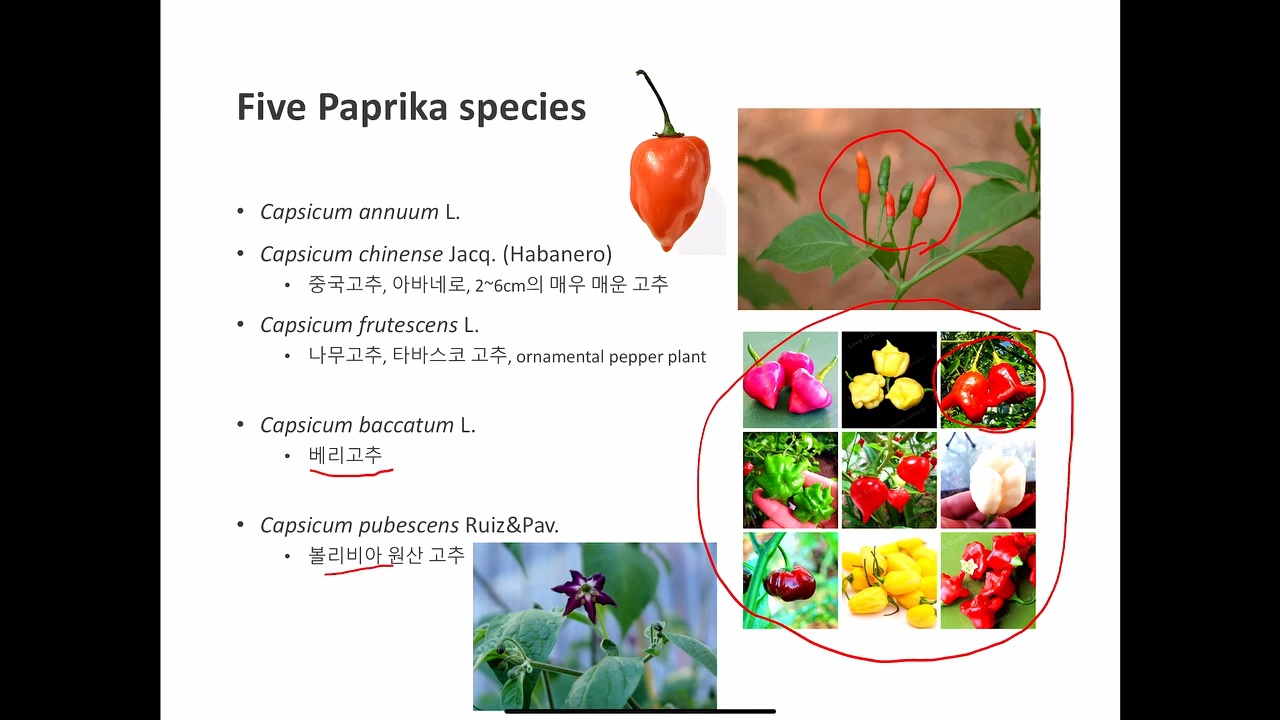 Five Paprika species
• Capsicum annuum L.
• Capsicum chinense Jacq. (Habanero)
• 중국고추, 아바네로, 2~6cm의 매우 매운 고추
• Capsicum frutescens L.
• 나무고추, 타바스코 고추, ornamental pepper plant
• Capsicum baccatum L.
• 베리고추
• Capsicum pubescens Ruiz&Pav.
• 볼리비아 원산 고추